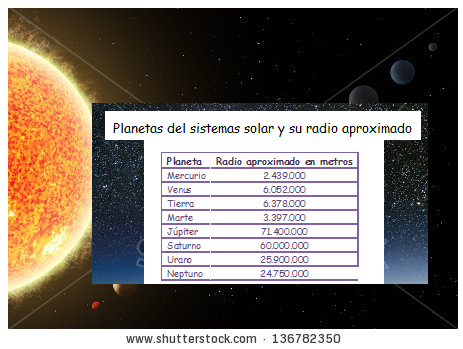 Planetas del sistemas solar y su radio aproximado
Planeta Radio aproximado en metros
Mercurio 2.439.000
Venus 6.052.000
Tierra 6.378.000
Marte 3.397.000
Júpiter 71.400.000
Saturno 60.000.000
Urano 25.900.000
Neptuno 24.750.000
www.shutterstock.com · 136782350